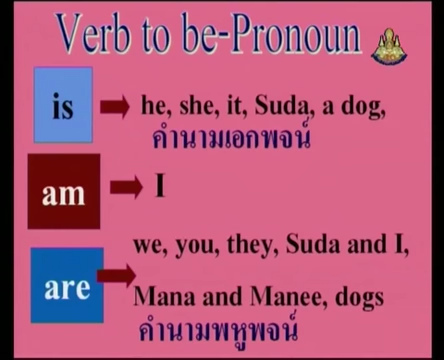 Verb to be-Pronoun
is
he, she, it, Suda, a dog,
คำนามเอกพจน์
am
I
are
we, you, they, Suda and I,
Mana and Manee, dogs
คำนามพหูพจน์